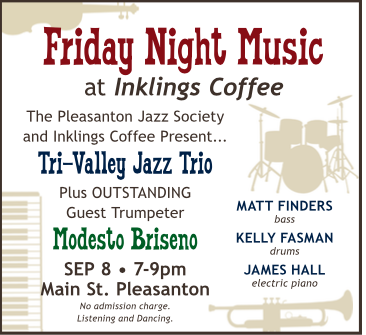 Friday Night Music
at Inklings Coffee
The Pleasanton Jazz Society
and Inklings Coffee Present...
Tri-Valley Jazz Trio
Plus OUTSTANDING
Guest Trumpeter
Modesto Briseno
SEP 8 • 7-9pm
Main St. Pleasanton
No admission charge.
Listening and Dancing.
MATT FINDERS
bass
KELLY FASMAN
drums
JAMES HALL
electric piano